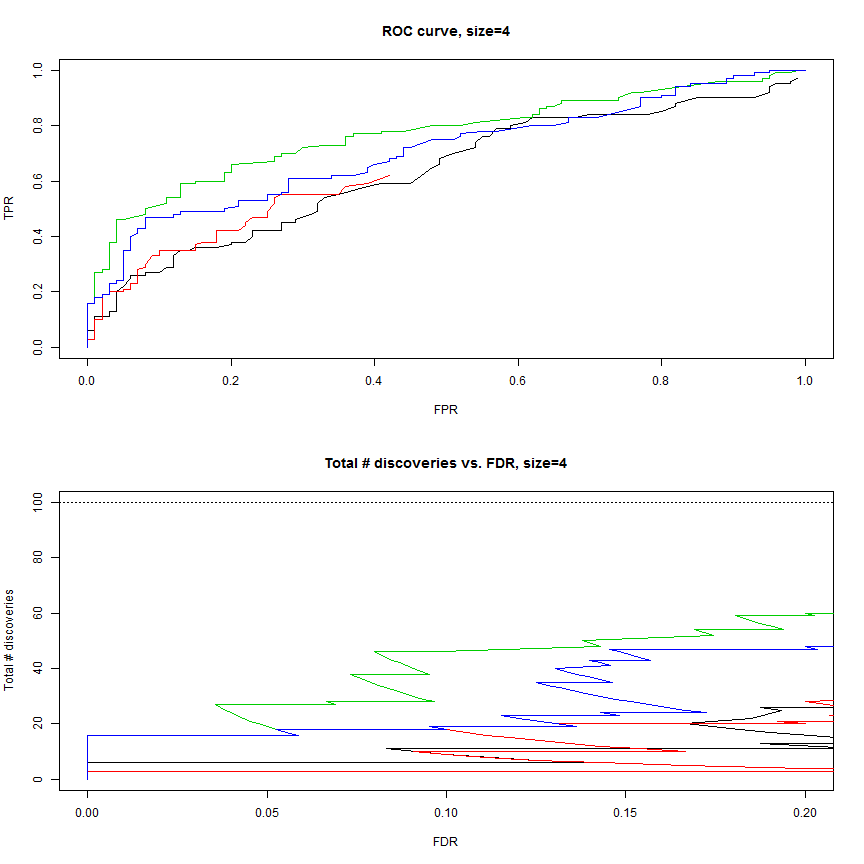 ROC curve, size=4
TPR
0.0 0.2 0.4 0.6 0.8 1.0
0.0 0.2 0.4 0.6 0.8 1.0
FPR
Total # discoveries vs. FDR, size=4
Total # discoveries
0 20 40 60 80 100
0.00 0.05 0.10 0.15 0.20
FDR